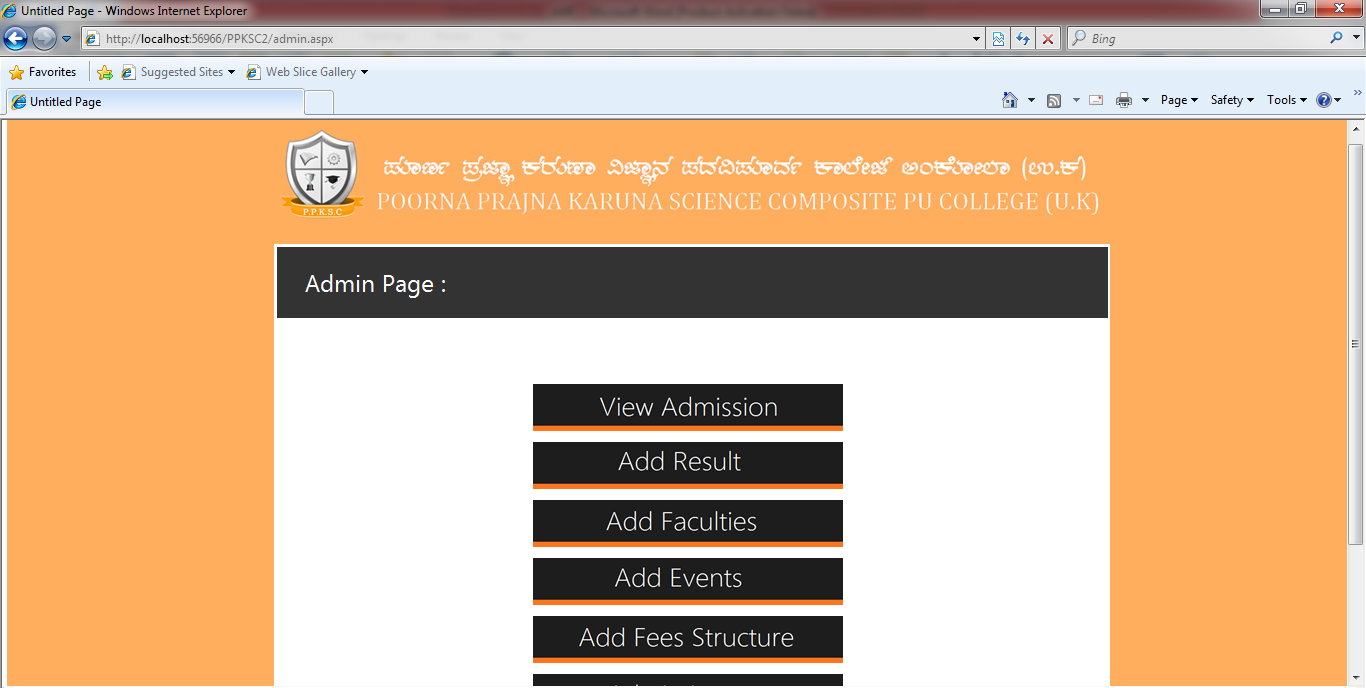 Untitled Page - Windows Internet Explorer
http://localhost:56966/PPKSC2/admin.aspx
Bing
Favorites Suggested Sites Web Slice Gallery
Untitled Page
Page Safety Tools
ಪೂರ್ಣ ಪ್ರಜ್ಞಾ ಕರುಣಾ ವಿಜ್ಞಾನ ಪದವಿಪೂರ್ವ ಕಾಲೇಜ್ ಅಂಕೋಲಾ (ಉ.ಕ)
POORNA PRAJNA KARUNA SCIENCE COMPOSITE PU COLLEGE (U.K)
P.P.K.S.C
Admin Page :
View Admission
Add Result
Add Faculties
Add Events
Add Fees Structure